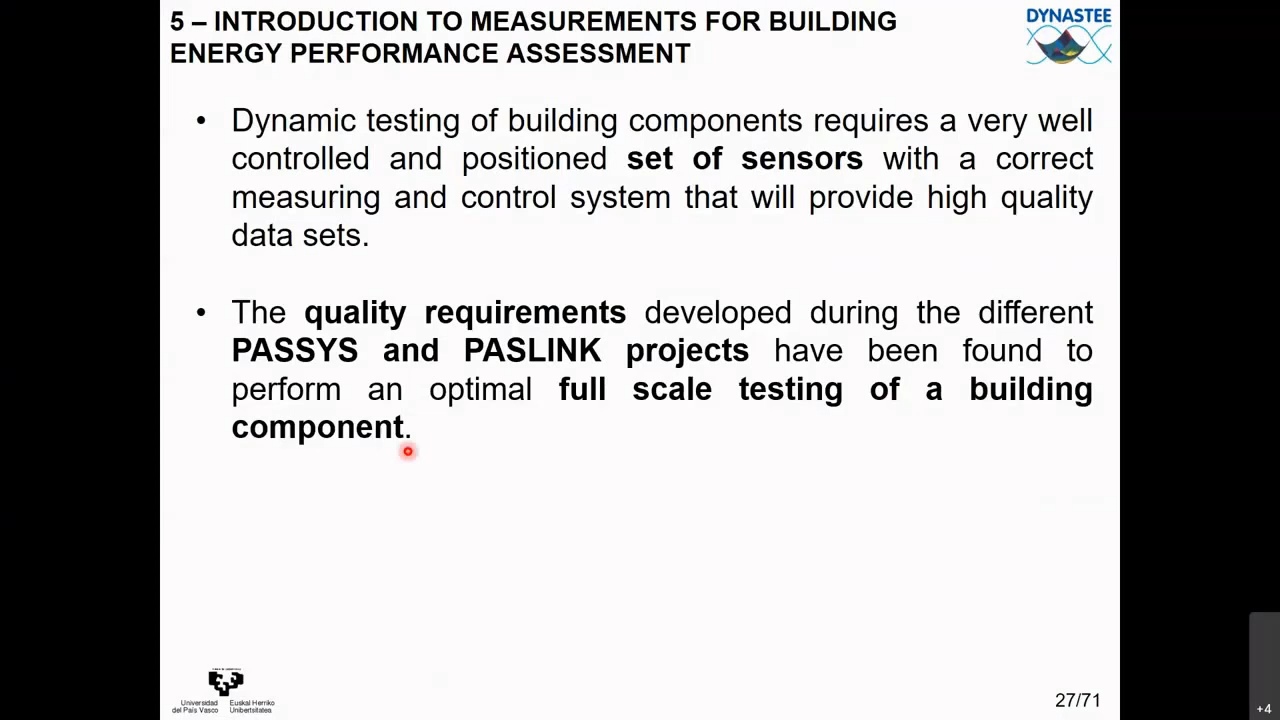 5 – INTRODUCTION TO MEASUREMENTS FOR BUILDING
ENERGY PERFORMANCE ASSESSMENT
DYNASTEE
• Dynamic testing of building components requires a very well
controlled and positioned set of sensors with a correct
measuring and control system that will provide high quality
data sets.
• The quality requirements developed during the different
PASSYS and PASLINK projects have been found to
perform an optimal full scale testing of a building
component.
Universidad Euskal Herriko
del País Vasco Unibertsitatea
27/71
+4